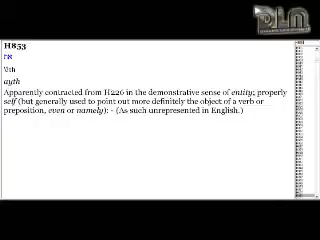 DLM
H853
את
'êth
ayth
Apparently contracted from H226 in the demonstrative sense of entity; properly
self (but generally used to point out more definitely the object of a verb or
preposition, even or namely): - (As such unrepresented in English.)